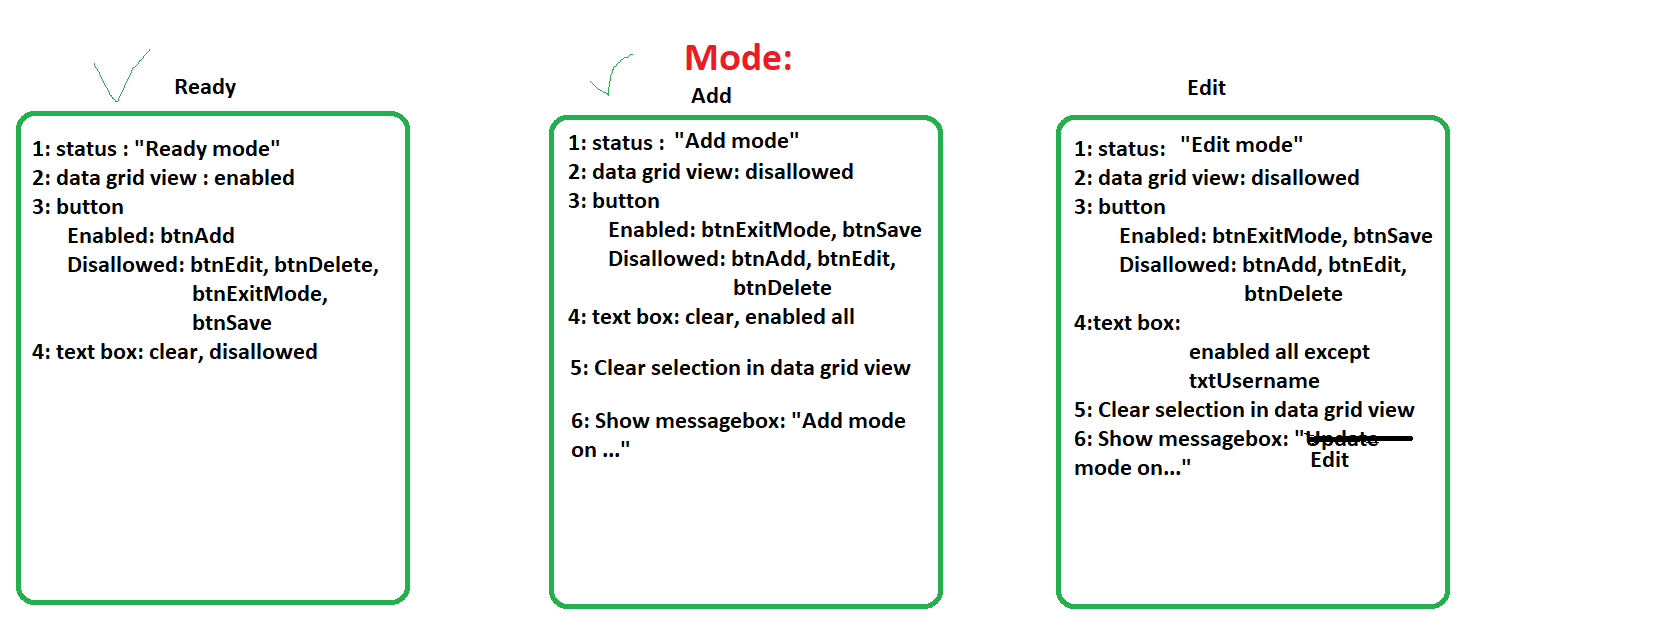 Mode:
Ready
1: status : "Ready mode"
2: data grid view : enabled
3: button
Enabled: btnAdd
Disallowed: btnEdit, btnDelete,
btnExitMode,
btnSave
4: text box: clear, disallowed
Add
1: status : "Add mode"
2: data grid view: disallowed
3: button
Enabled: btnExitMode, btnSave
Disallowed: btnAdd, btnEdit,
btnDelete
4: text box: clear, enabled all
5: Clear selection in data grid view
6: Show messagebox: "Add mode
on ..."
Edit
1: status: "Edit mode"
2: data grid view: disallowed
3: button
Enabled: btnExitMode, btnSave
Disallowed: btnAdd, btnEdit,
btnDelete
4:text box:
enabled all except
txtUsername
5: Clear selection in data grid view
6: Show messagebox: "Update
Edit
mode on..."